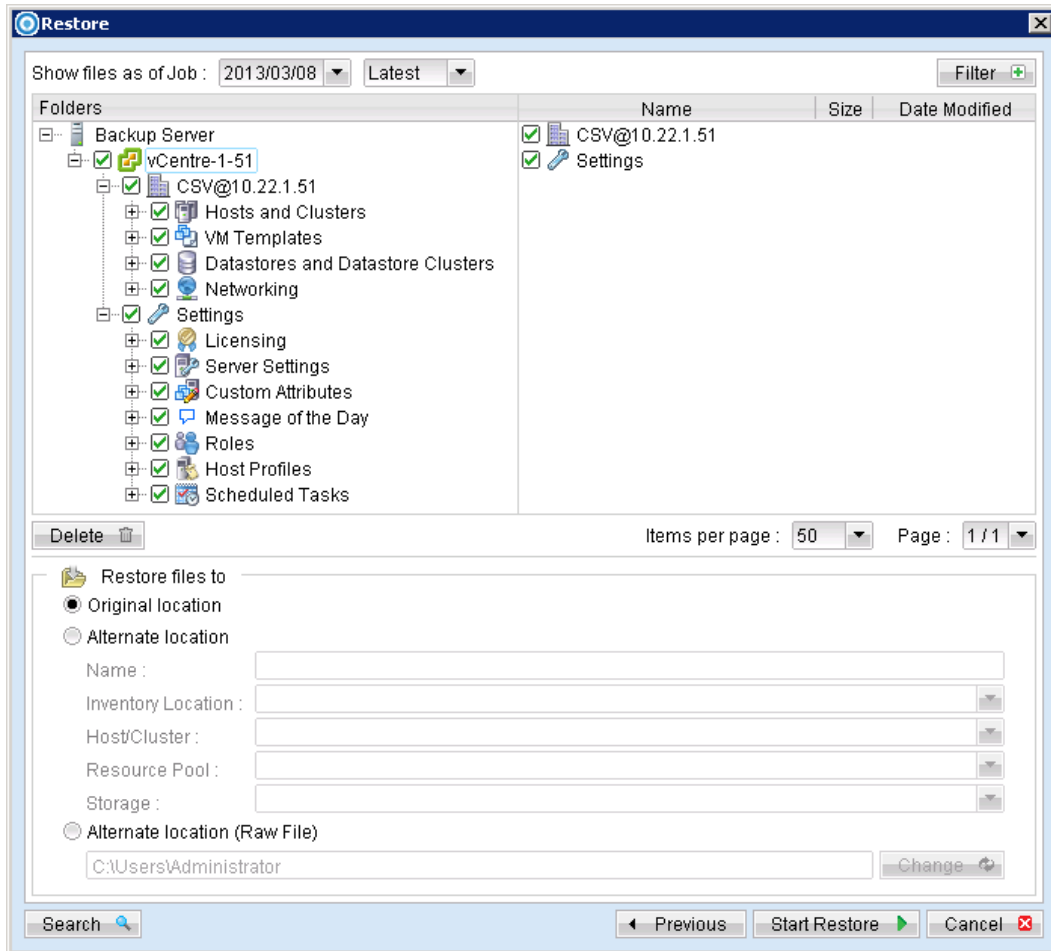 Restore
Show files as of Job : 2013/03/08 Latest Filter
Folders Name Size Date Modified
Backup Server
vCentre-1-51
CSV@10.22.1.51
Hosts and Clusters
VM Templates
Datastores and Datastore Clusters
Networking
Settings
Licensing
Server Settings
Custom Attributes
Message of the Day
Roles
Host Profiles
Scheduled Tasks
CSV@10.22.1.51
Settings
Delete Items per page : 50 Page : 1 / 1
Restore files to
Original location
Alternate location
Name :
Inventory Location :
Host/Cluster :
Resource Pool :
Storage :
Alternate location (Raw File)
C:\Users\Administrator Change
Search Previous Start Restore Cancel